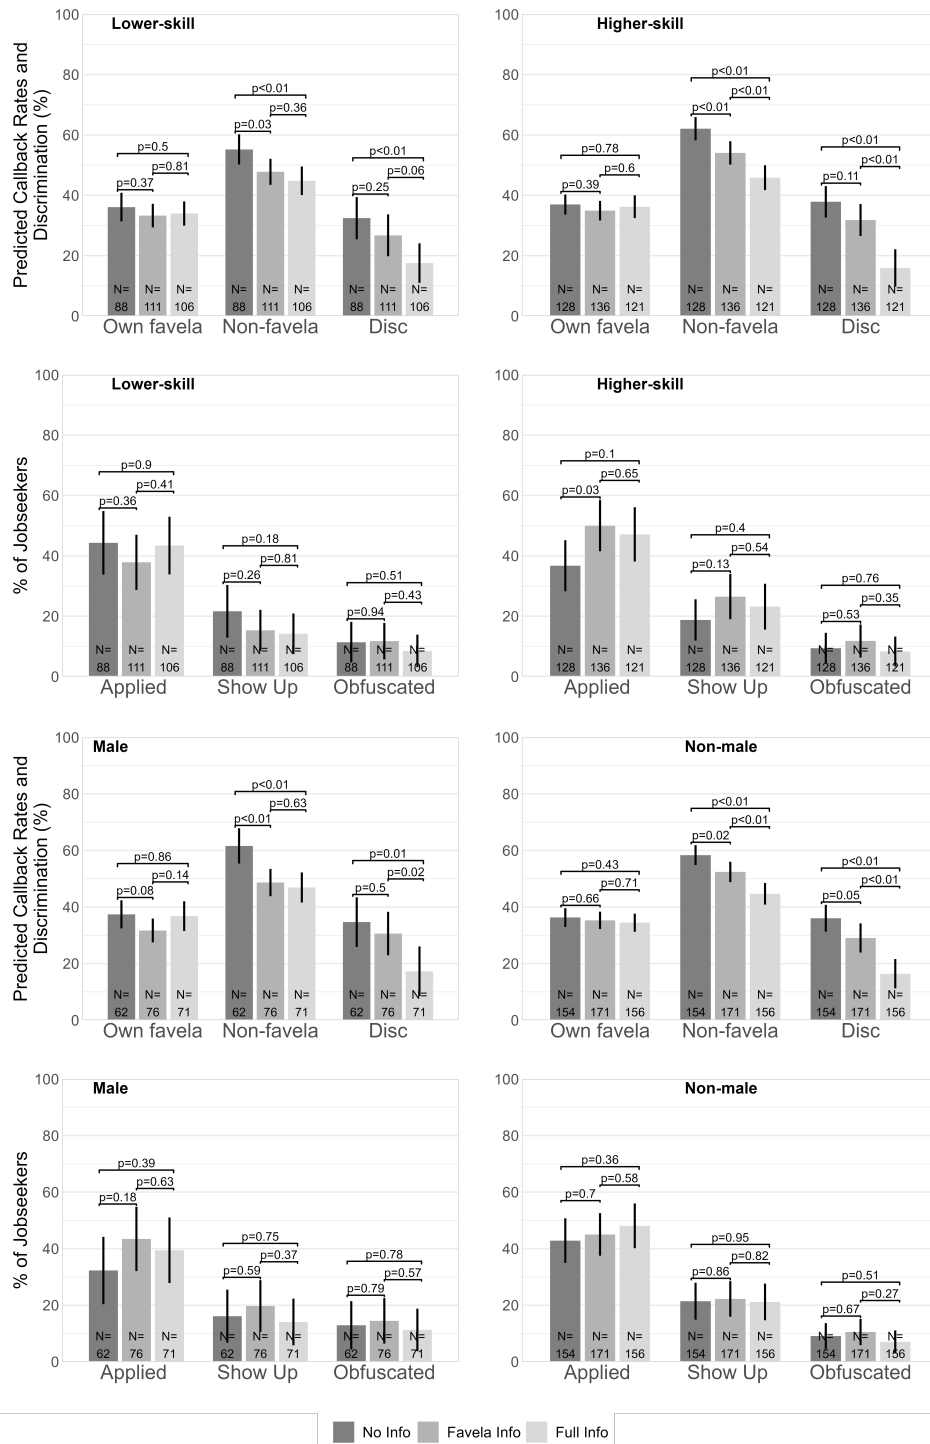 Lower-skill
Higher-skill
Predicted Callback Rates and
Discrimination (%)
100
80
60
40
20
0
p=0.5
p=0.37
p=0.81
p<0.01
p=0.03
p=0.36
p<0.01
p=0.25
p=0.06
N= N= N= N= N= N= N= N= N=
88 111 106 88 111 106 88 111 106
Own favela Non-favela Disc
100
80
60
40
20
0
p=0.78
p=0.39
p=0.6
p<0.01
p<0.01
p<0.01
p<0.01
p=0.11
p<0.01
N= N= N= N= N= N= N= N= N=
128 136 121 128 136 121 128 136 121
Own favela Non-favela Disc
Lower-skill
Higher-skill
% of Jobseekers
100
80
60
40
20
0
p=0.9
p=0.36
p=0.41
p=0.18
p=0.26
p=0.81
p=0.51
p=0.94
p=0.43
N= N= N= N= N= N= N= N= N=
88 111 106 88 111 106 88 111 106
Applied Show Up Obfuscated
100
80
60
40
20
0
p=0.1
p=0.03
p=0.65
p=0.4
p=0.13
p=0.54
p=0.76
p=0.53
p=0.35
N= N= N= N= N= N= N= N= N=
128 136 121 128 136 121 128 136 121
Applied Show Up Obfuscated
Male
Non-male
Predicted Callback Rates and
Discrimination (%)
100
80
60
40
20
0
p=0.86
p=0.08
p=0.14
p<0.01
p<0.01
p=0.63
p=0.01
p=0.5
p=0.02
N= N= N= N= N= N= N= N= N=
62 76 71 62 76 71 62 76 71
Own favela Non-favela Disc
100
80
60
40
20
0
p=0.43
p=0.66
p=0.71
p<0.01
p=0.02
p<0.01
p<0.01
p=0.05
p<0.01
N= N= N= N= N= N= N= N= N=
154 171 156 154 171 156 154 171 156
Own favela Non-favela Disc
Male
Non-male
% of Jobseekers
100
80
60
40
20
0
p=0.39
p=0.18
p=0.63
p=0.75
p=0.59
p=0.37
p=0.78
p=0.79
p=0.57
N= N= N= N= N= N= N= N= N=
62 76 71 62 76 71 62 76 71
Applied Show Up Obfuscated
100
80
60
40
20
0
p=0.36
p=0.7
p=0.58
p=0.95
p=0.86
p=0.82
p=0.51
p=0.67
p=0.27
N= N= N= N= N= N= N= N= N=
154 171 156 154 171 156 154 171 156
Applied Show Up Obfuscated
No Info Favela Info Full Info